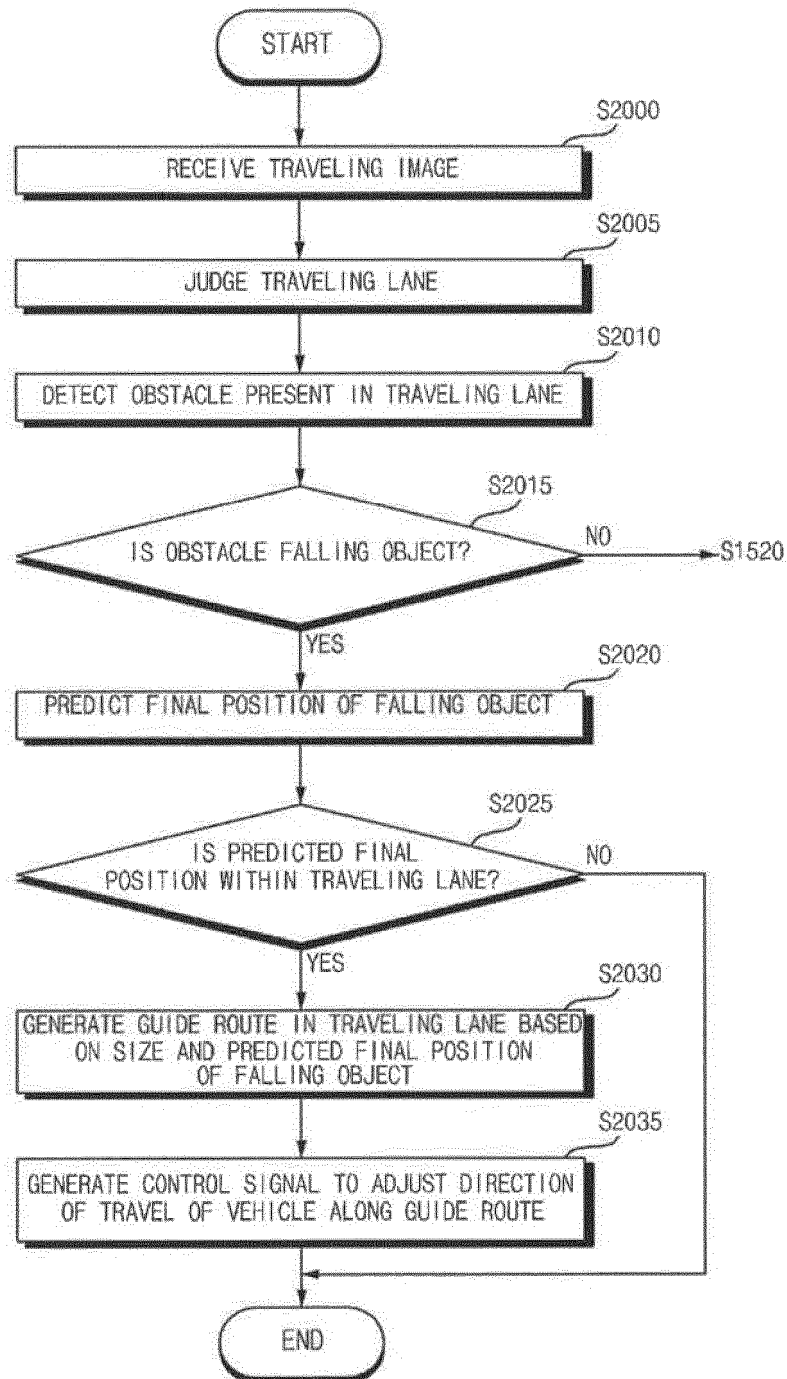 START
S2000
RECEIVE TRAVELING IMAGE
S2005
JUDGE TRAVELING LANE
S2010
DETECT OBSTACLE PRESENT IN TRAVELING LANE
S2015
IS OBSTACLE FALLING OBJECT?
NO
S1520
YES
S2020
PREDICT FINAL POSITION OF FALLING OBJECT
S2025
IS PREDICTED FINAL
POSITION WITHIN TRAVELING LANE?
NO
YES
S2030
GENERATE GUIDE ROUTE IN TRAVELING LANE BASED
ON SIZE AND PREDICTED FINAL POSITION
OF FALLING OBJECT
S2035
GENERATE CONTROL SIGNAL TO ADJUST DIRECTION
OF TRAVEL OF VEHICLE ALONG GUIDE ROUTE
END